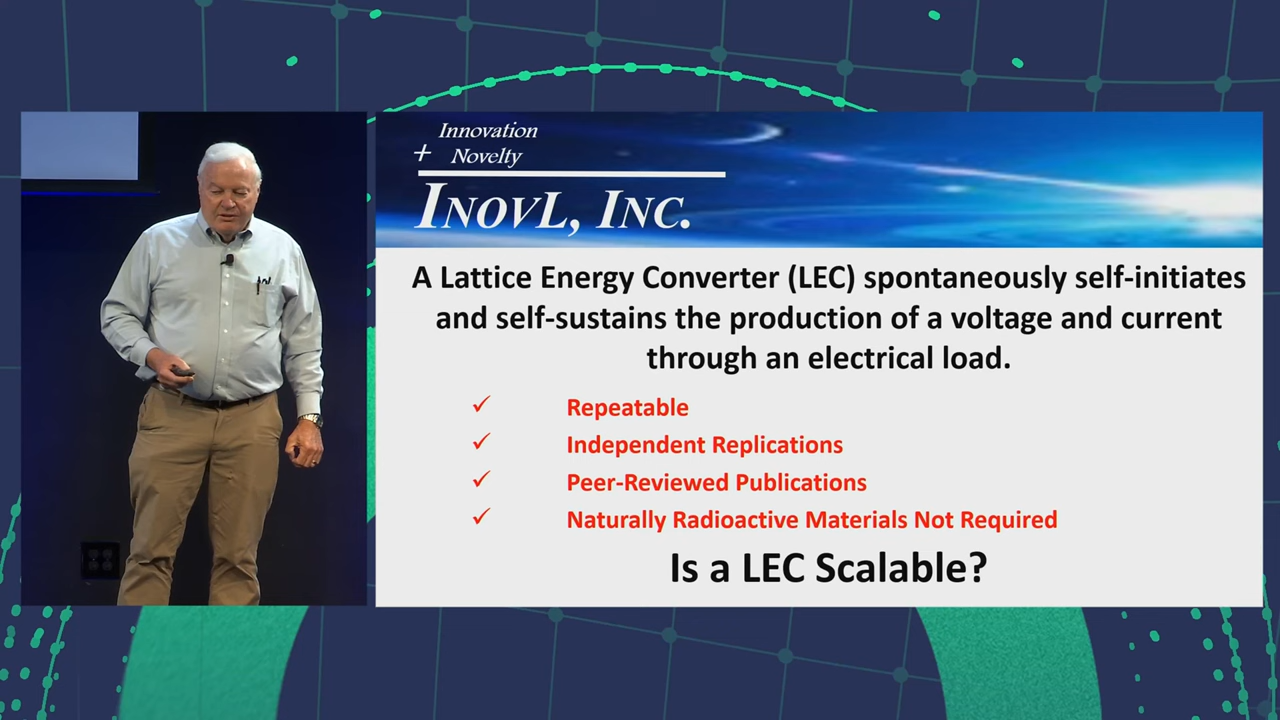 Innovation
+ Novelty
INOVL, INC.
A Lattice Energy Converter (LEC) spontaneously self-initiates
and self-sustains the production of a voltage and current
through an electrical load.
✓ Repeatable
✓ Independent Replications
✓ Peer-Reviewed Publications
✓ Naturally Radioactive Materials Not Required
Is a LEC Scalable?